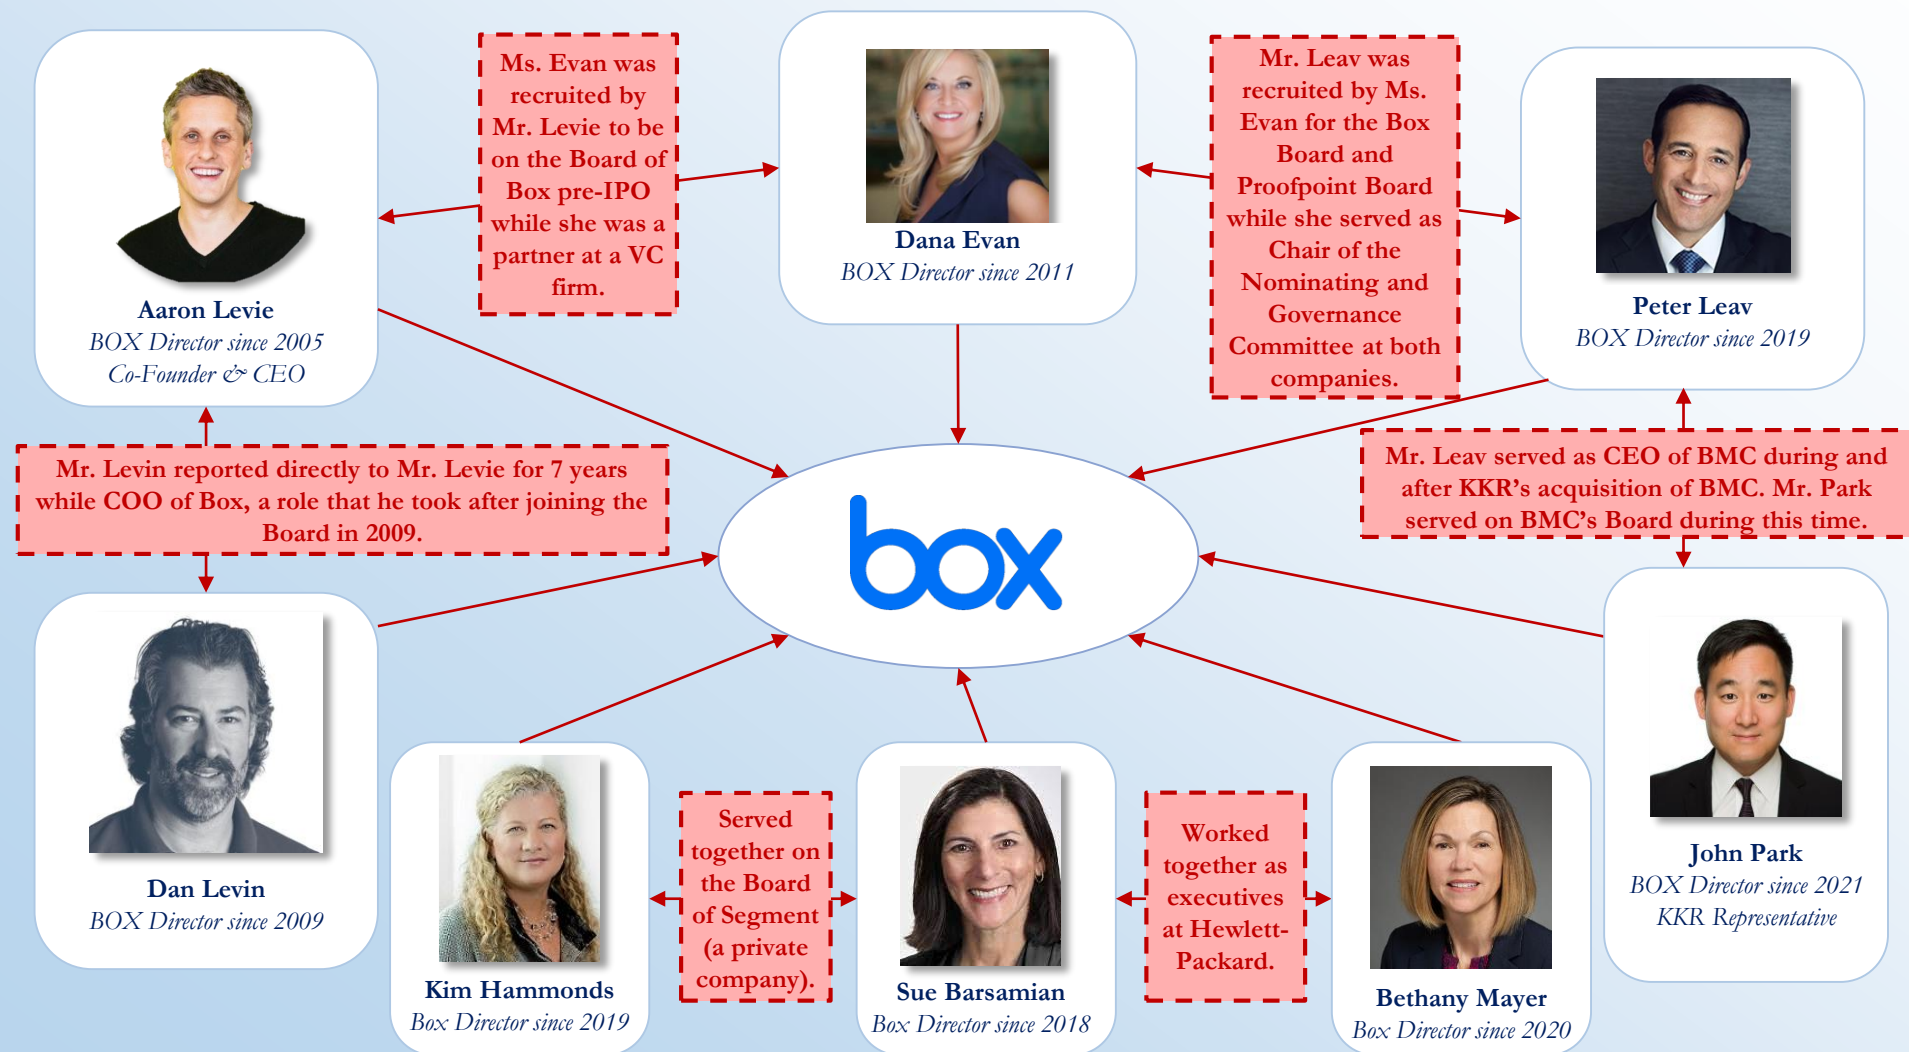 Aaron Levie
BOX Director since 2005
Co-Founder & CEO
Ms. Evan was
recruited by
Mr. Levie to be
on the Board of
Box pre-IPO
while she was a
partner at a VC
firm.
Dana Evan
BOX Director since 2011
Mr. Leav was
recruited by Ms.
Evan for the Box
Board and
Proofpoint Board
while she served as
Chair of the
Nominating and
Governance
Committee at both
companies.
Peter Leav
BOX Director since 2019
Mr. Levin reported directly to Mr. Levie for 7 years
while COO of Box, a role that he took after joining the
Board in 2009.
box
Mr. Leav served as CEO of BMC during and
after KKR's acquisition of BMC. Mr. Park
served on BMC's Board during this time.
Dan Levin
BOX Director since 2009
Kim Hammonds
Box Director since 2019
Served
together on
the Board
of Segment
(a private
company).
Sue Barsamian
Box Director since 2018
Worked
together as
executives
at Hewlett-
Packard.
Bethany Mayer
Box Director since 2020
John Park
BOX Director since 2021
KKR Representative